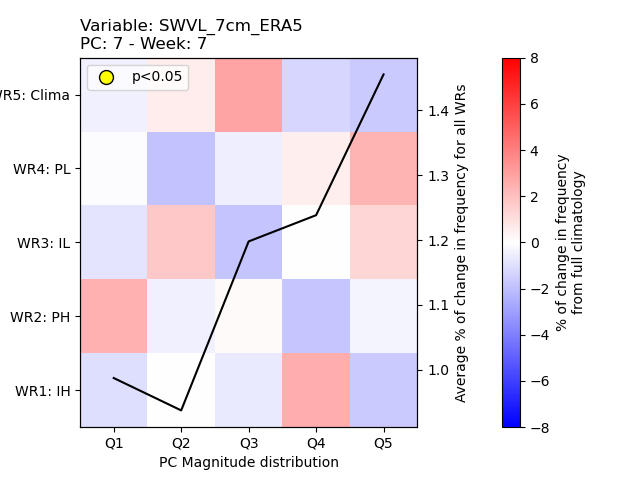 Variable: SWVL_7cm_ERA5
PC: 7 - Week: 7
p<0.05
WR5: Clima
WR4: PL
WR3: IL
WR2: PH
WR1: IH
Q1 Q2 Q3 Q4 Q5
PC Magnitude distribution
1.4
1.3
1.2
1.1
1.0
Average % of change in frequency for all WRs
8
6
4
2
0
−2
−4
−6
−8
% of change in frequency
from full climatology